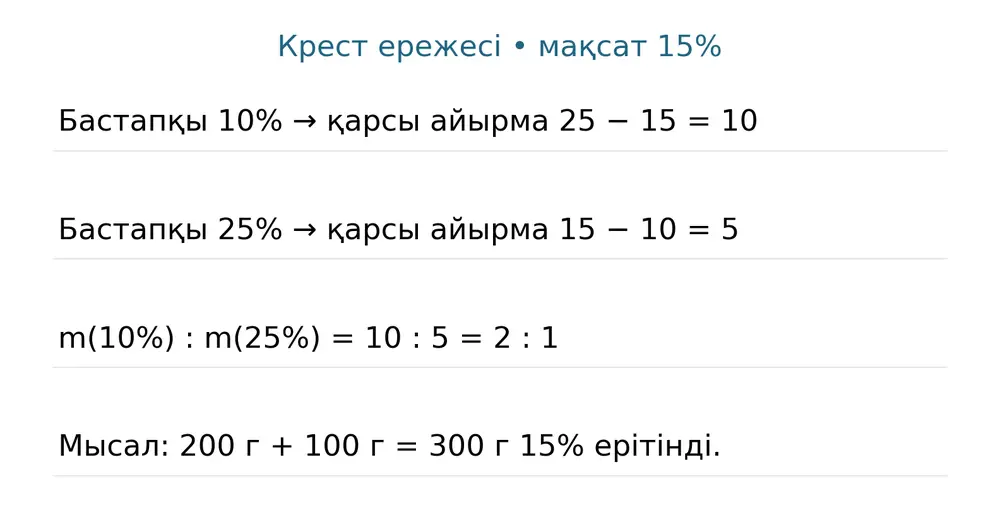 Крест ережесі • мақсат 15%
Бастапқы 10% → қарсы айырма 25 − 15 = 10
Бастапқы 25% → қарсы айырма 15 − 10 = 5
m(10%) : m(25%) = 10 : 5 = 2 : 1
Мысал: 200 г + 100 г = 300 г 15% ерітінді.